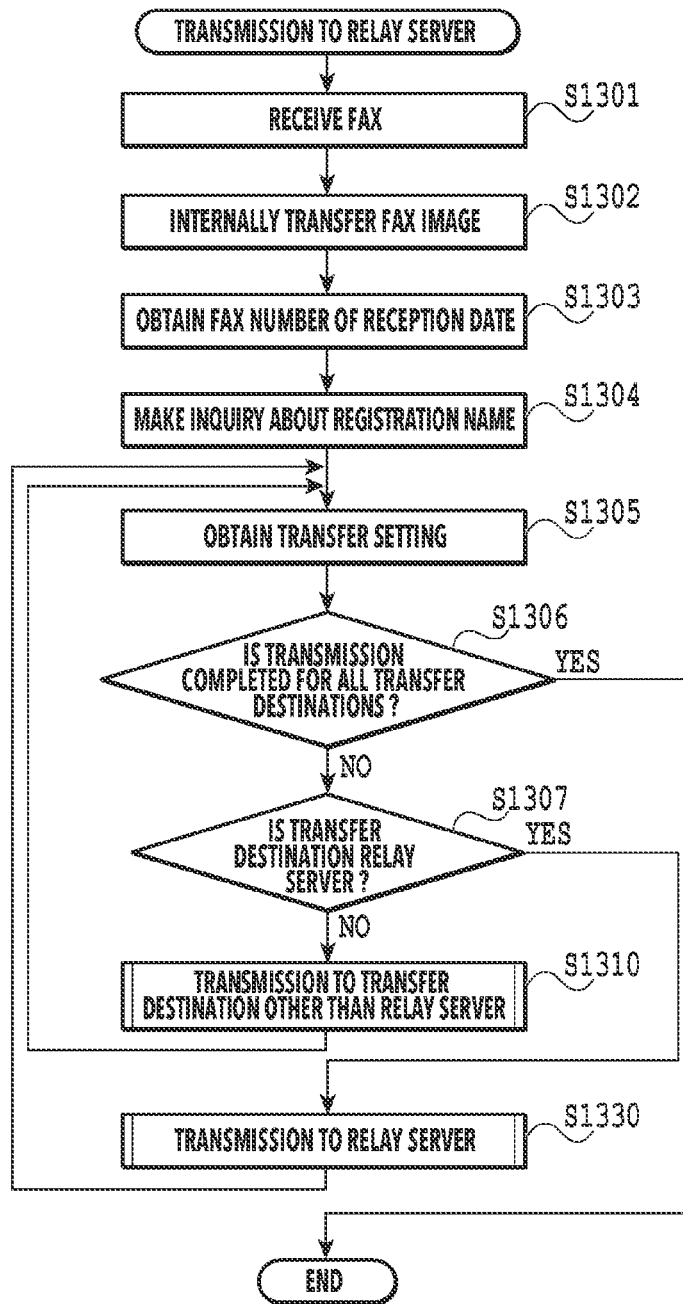 TRANSMISSION TO RELAY SERVER
RECEIVE FAX
S1301
INTERNALLY TRANSFER FAX IMAGE
S1302
OBTAIN FAX NUMBER OF RECEPTION DATE
S1303
MAKE INQUIRY ABOUT REGISTRATION NAME
S1304
OBTAIN TRANSFER SETTING
S1305
S1306
IS TRANSMISSION
COMPLETED FOR ALL TRANSFER
DESTINATIONS ?
YES
NO
S1307
IS TRANSFER
DESTINATION RELAY
SERVER ?
YES
NO
TRANSMISSION TO TRANSFER
DESTINATION OTHER THAN RELAY SERVER
S1310
TRANSMISSION TO RELAY SERVER
S1330
END